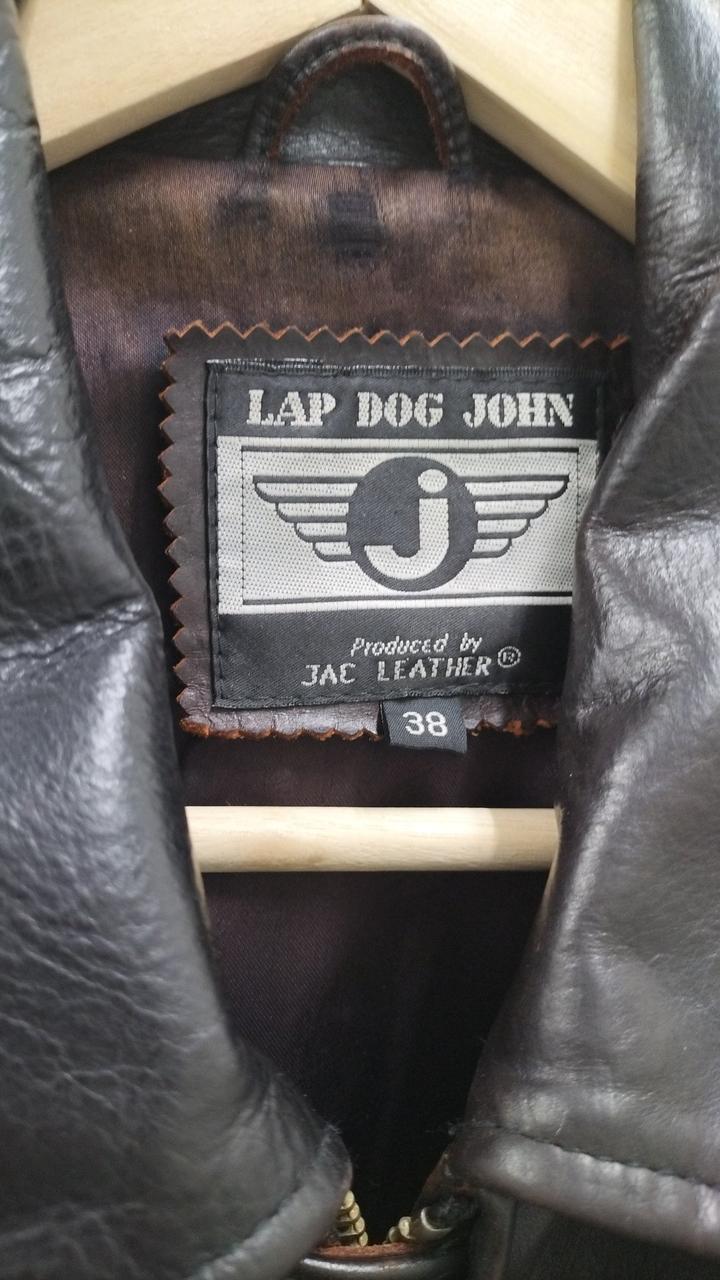 LAP DOG JOHN
j
Produced by
JAC LEATHER®
38